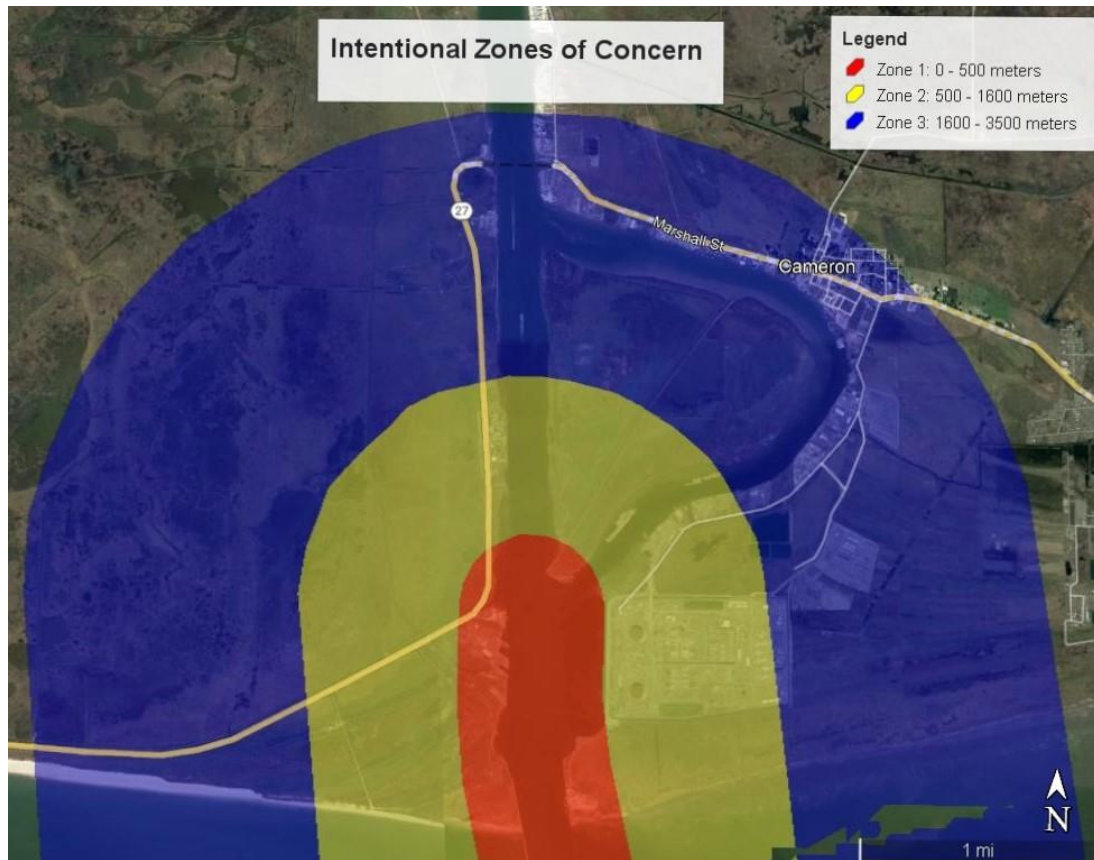 Intentional Zones of Concern
Legend
Zone 1: 0 - 500 meters
Zone 2: 500 - 1600 meters
Zone 3: 1600 - 3500 meters
27
Marshall St
Cameron
N
1 mi